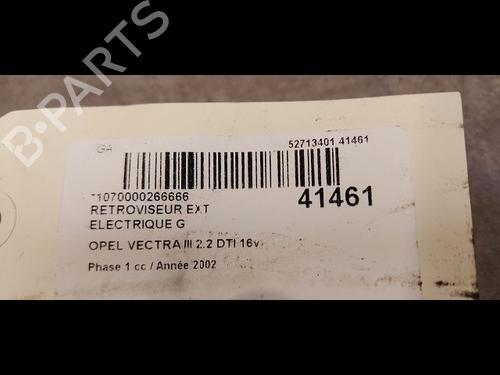 B-PARTS
GA
52713401 41461
*1070000266666
41461
RETROVISEUR EXT
ELECTRIQUE G
OPEL VECTRA III 2.2 DTI 16v
Phase 1 cc / Année 2002